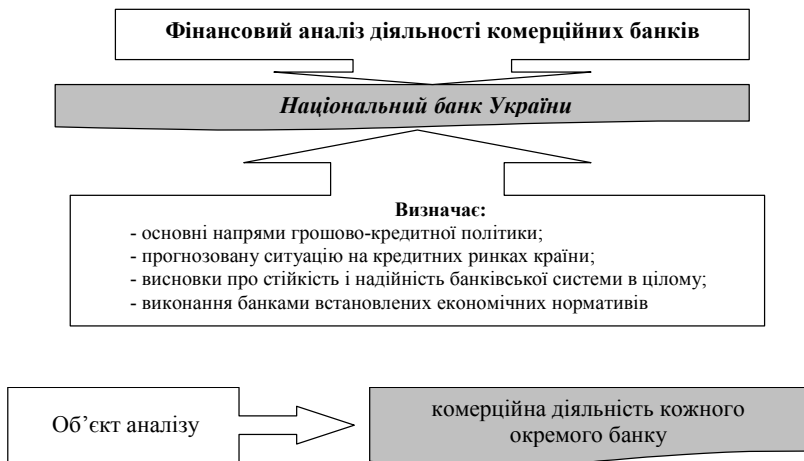 Фінансовий аналіз діяльності комерційних банків
Національний банк України
Визначає:
- основні напрями грошово-кредитної політики;
- прогнозовану ситуацію на кредитних ринках країни;
- висновки про стійкість і надійність банківської системи в цілому;
- виконання банками встановлених економічних нормативів
Об’єкт аналізу
комерційна діяльність кожного
окремого банку